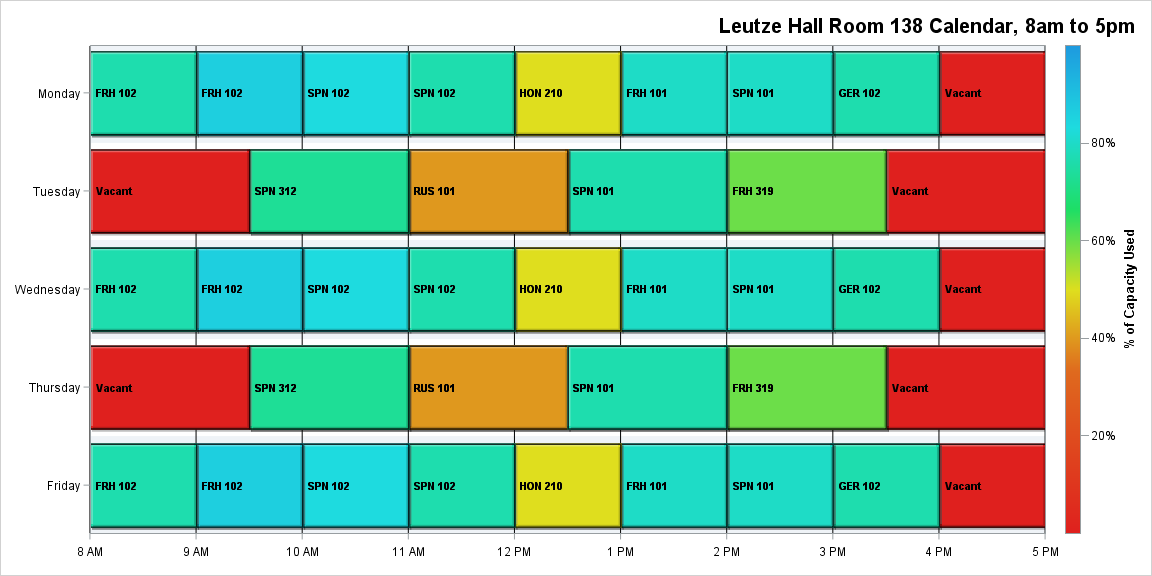 Leutze Hall Room 138 Calendar, 8am to 5pm
Monday
FRH 102
FRH 102
SPN 102
SPN 102
HON 210
FRH 101
SPN 101
GER 102
Vacant
Tuesday
Vacant
SPN 312
RUS 101
SPN 101
FRH 319
Vacant
Wednesday
FRH 102
FRH 102
SPN 102
SPN 102
HON 210
FRH 101
SPN 101
GER 102
Vacant
Thursday
Vacant
SPN 312
RUS 101
SPN 101
FRH 319
Vacant
Friday
FRH 102
FRH 102
SPN 102
SPN 102
HON 210
FRH 101
SPN 101
GER 102
Vacant
8 AM
9 AM
10 AM
11 AM
12 PM
1 PM
2 PM
3 PM
4 PM
5 PM
80%
60%
40%
20%
% of Capacity Used